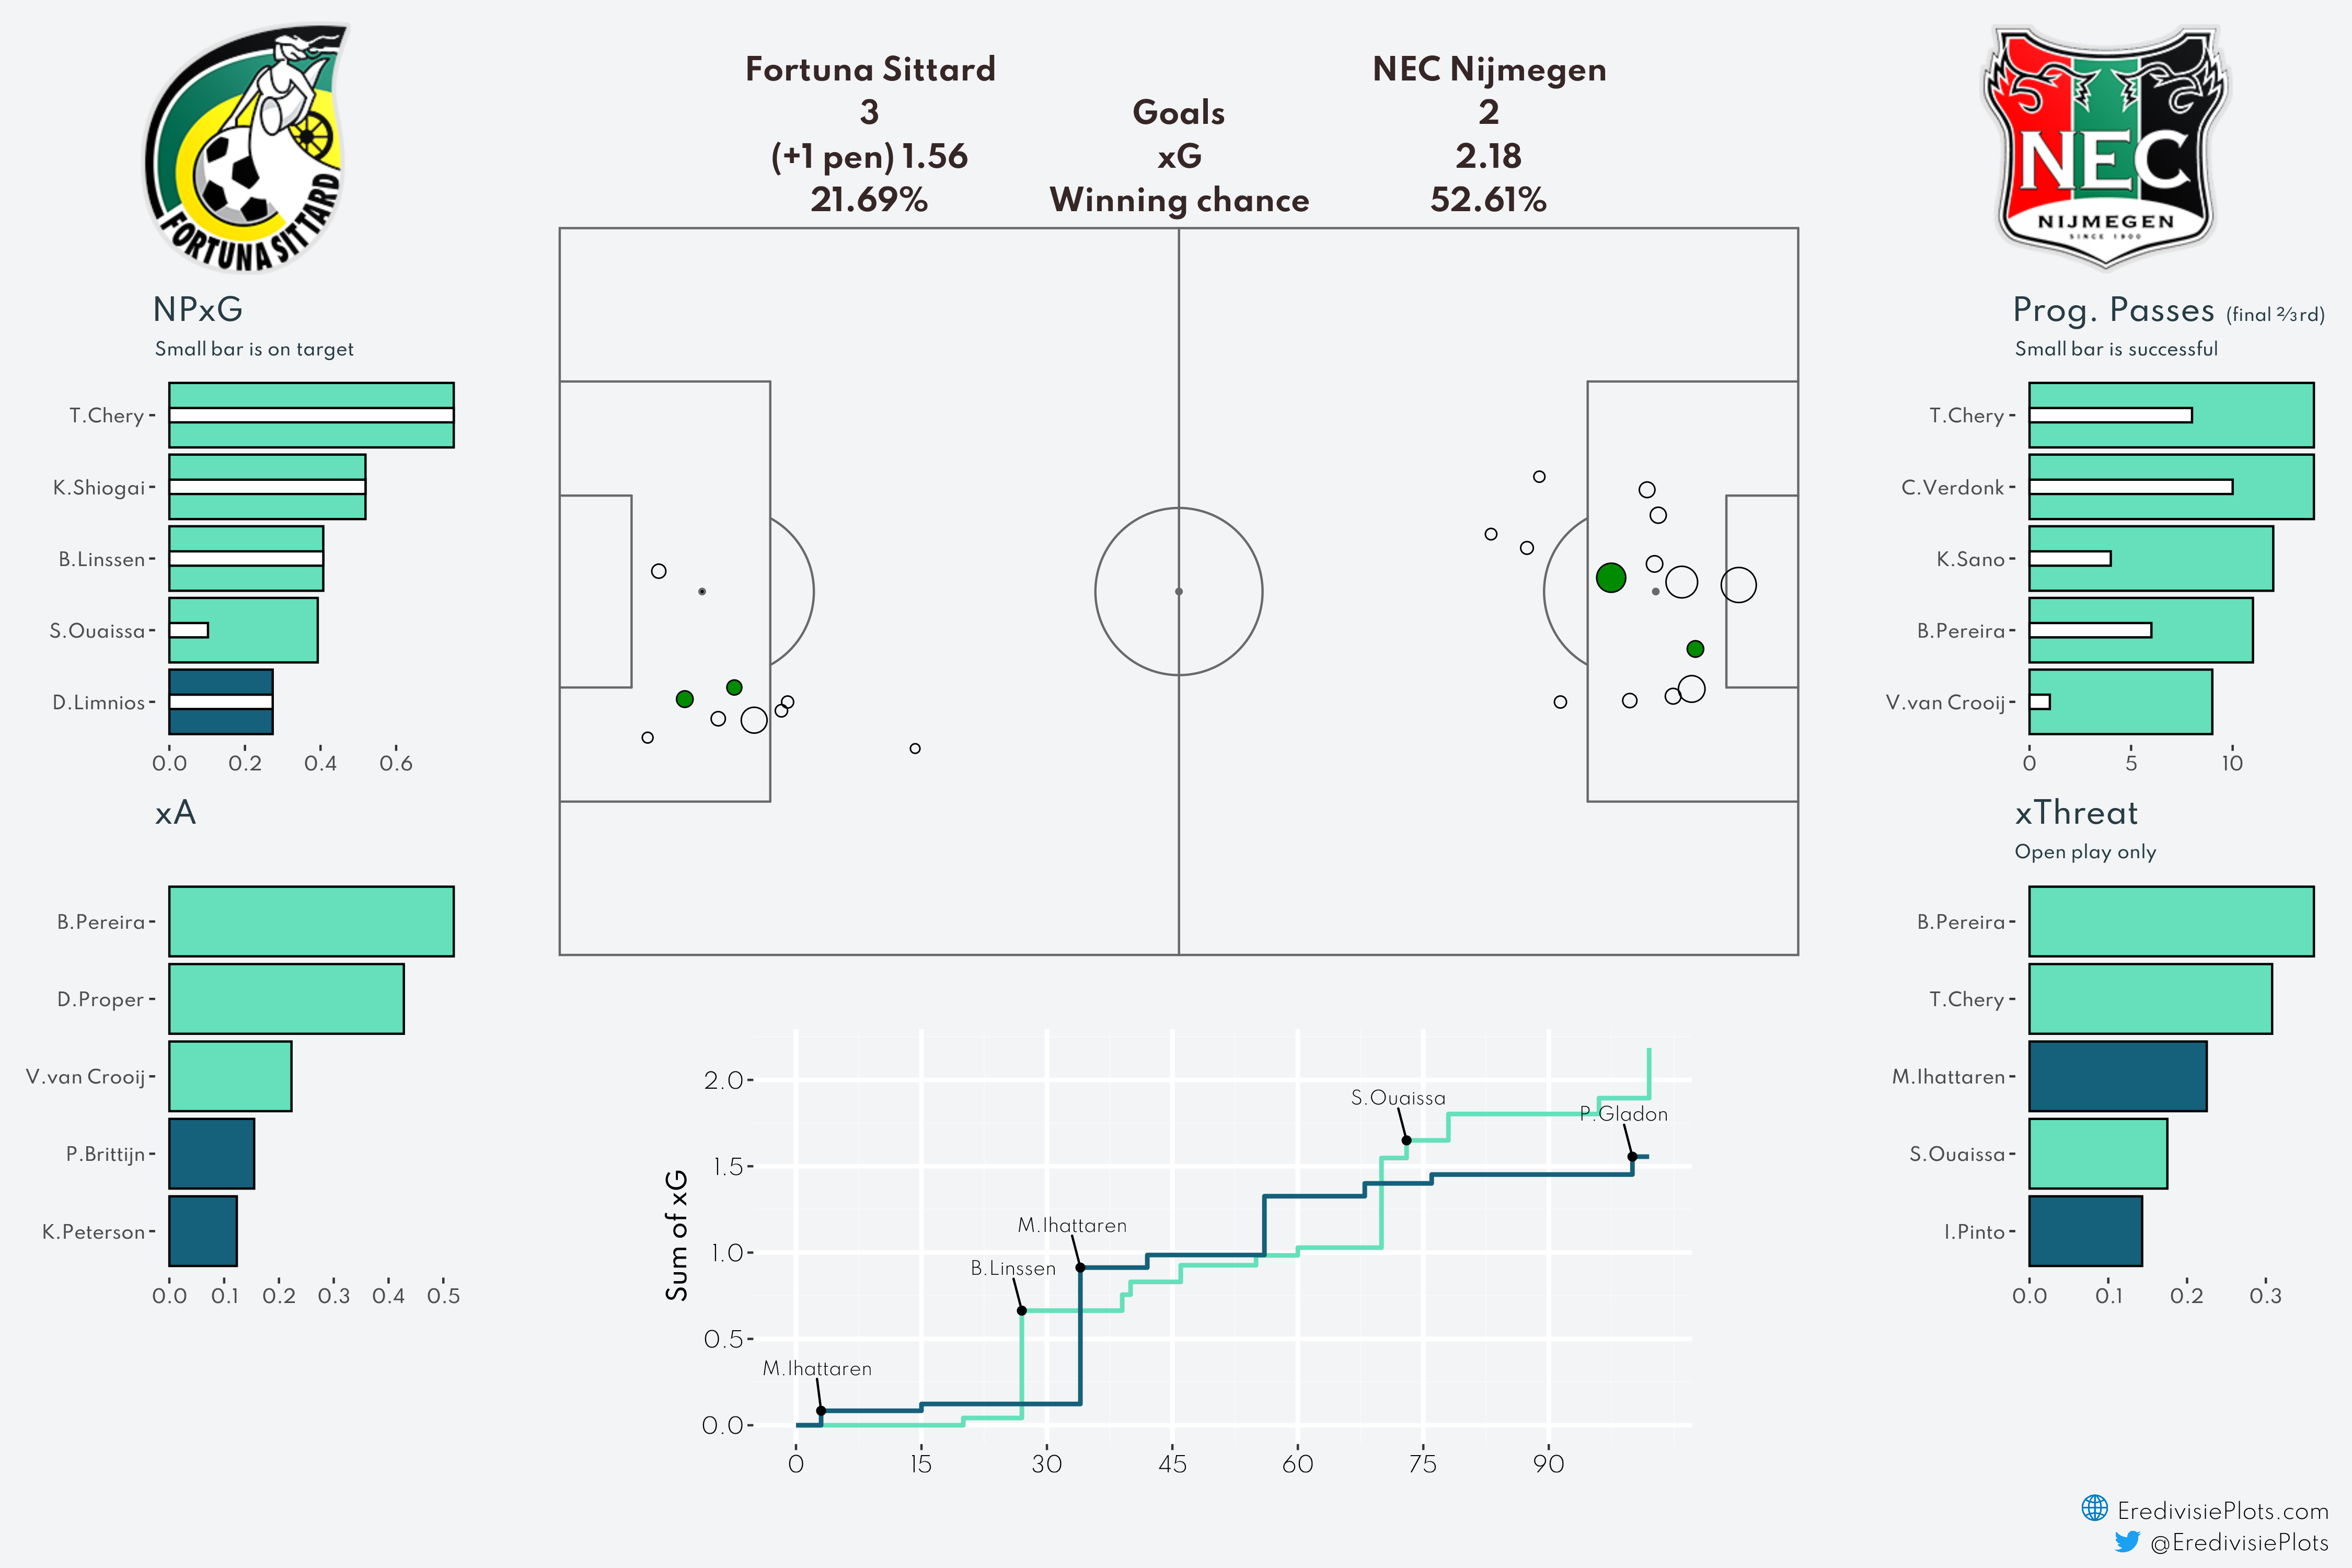 FORTUNA SITTARD
Fortuna Sittard
NEC Nijmegen
3
Goals
2
(+1 pen) 1.56
xG
2.18
21.69%
Winning chance
52.61%
NEC
NIJMEGEN
SINCE 1900
NPxG
Small bar is on target
T.Chery
K.Shiogai
B.Linssen
S.Ouaissa
D.Limnios
0.0 0.2 0.4 0.6
xA
B.Pereira
D.Proper
V.van Crooij
P.Brittijn
K.Peterson
0.0 0.1 0.2 0.3 0.4 0.5
Sum of xG
2.0
1.5
1.0
0.5
0.0
M.Ihattaren
B.Linssen
M.Ihattaren
S.Ouaissa
P.Gladon
0 15 30 45 60 75 90
Prog. Passes (final ⅔rd)
Small bar is successful
T.Chery
C.Verdonk
K.Sano
B.Pereira
V.van Crooij
0 5 10
xThreat
Open play only
B.Pereira
T.Chery
M.Ihattaren
S.Ouaissa
I.Pinto
0.0 0.1 0.2 0.3
EredivisiePlots.com
@EredivisiePlots